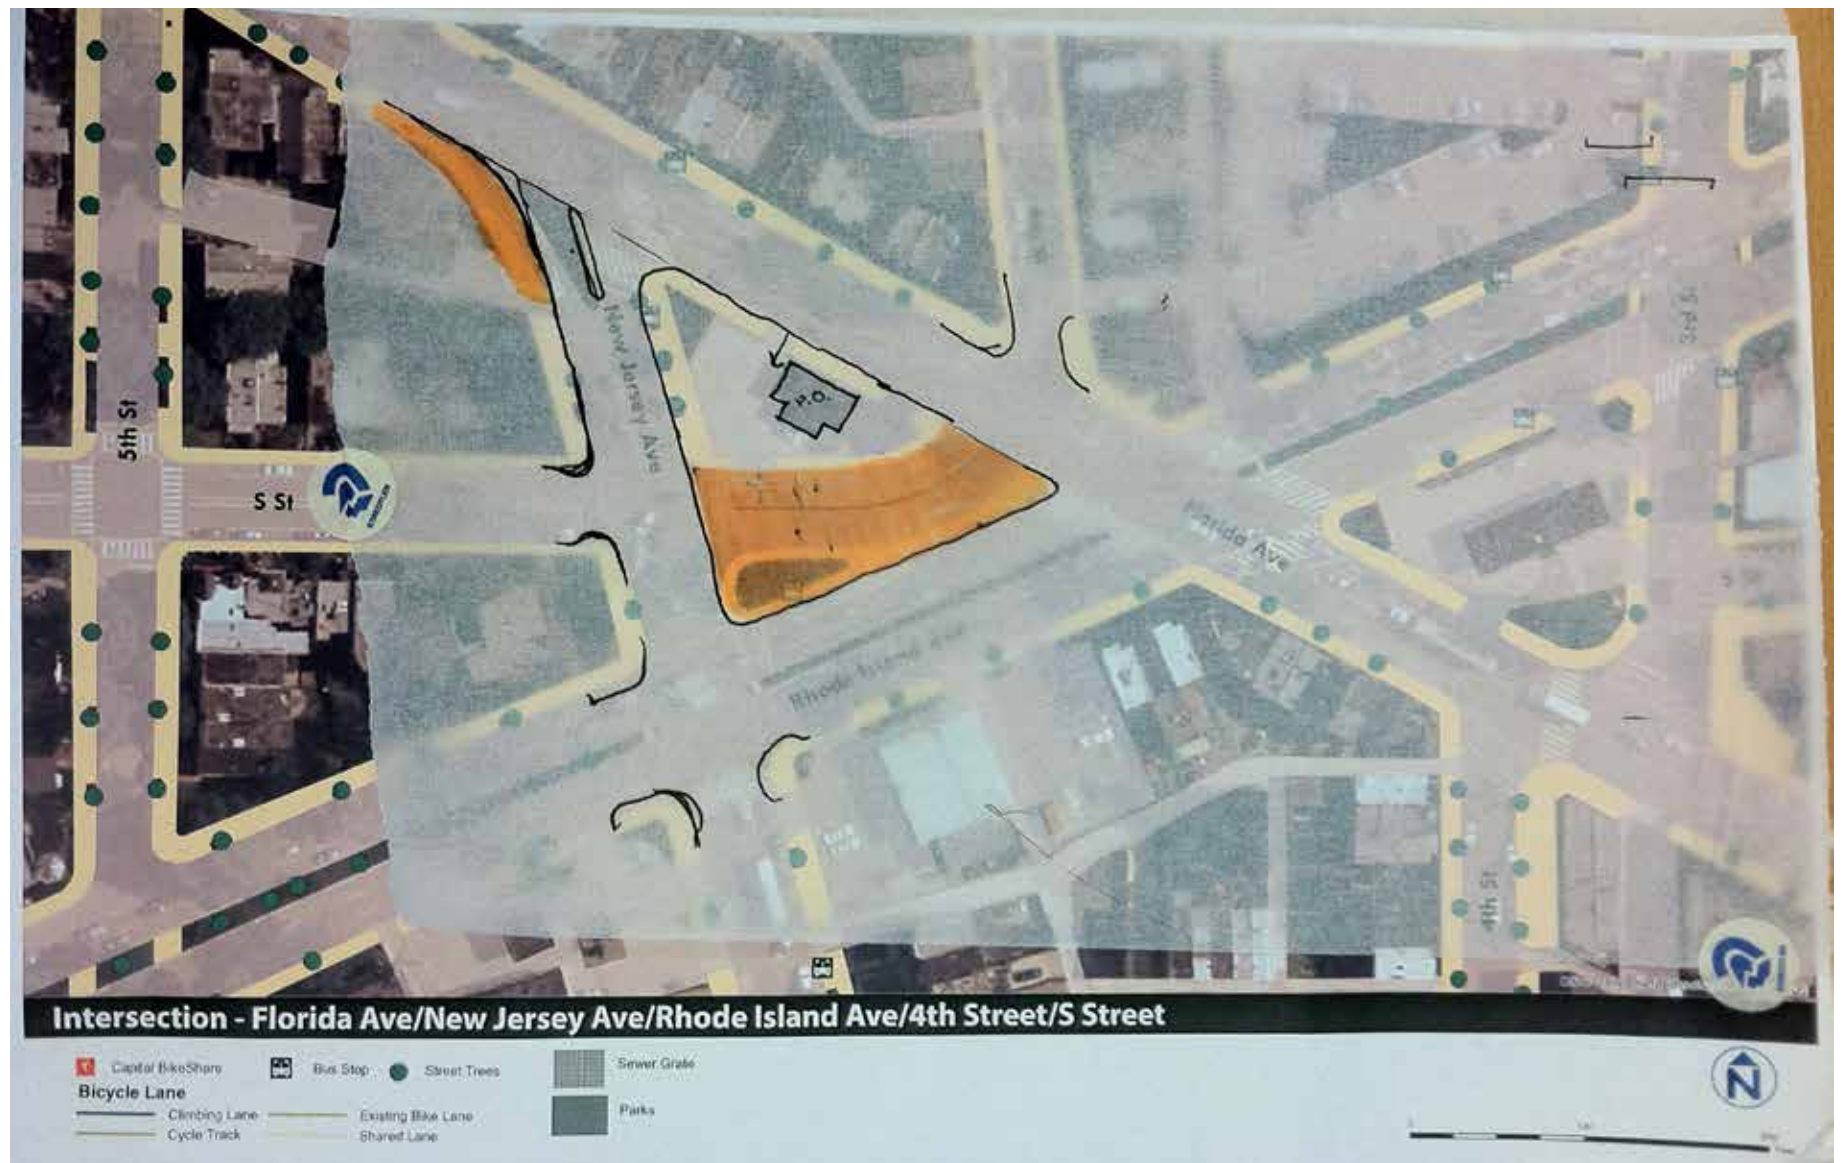 New Jersey Ave
P.O.
3rd St
5th St
S St
Florida Ave
Rhode Island Ave
4th St
Intersection - Florida Ave/New Jersey Ave/Rhode Island Ave/4th Street/S Street
Capital BikeShare
Bus Stop
Street Trees
Sewer Grate
Bicycle Lane
Climbing Lane
Existing Bike Lane
Parks
Cycle Track
Shared Lane
N